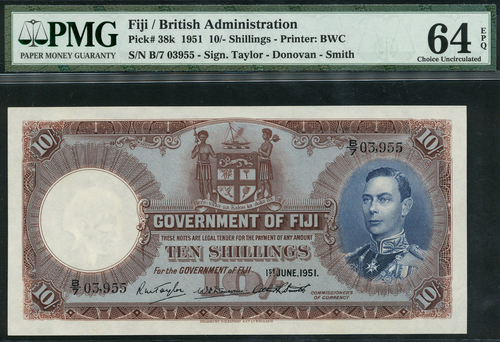 PMG
PAPER MONEY GUARANTY
Fiji / British Administration
Pick# 38k 1951 10/- Shillings - Printer: BWC
S/N B/7 03955 - Sign. Taylor - Donovan - Smith
64 EPQ
Choice Uncirculated
10/-
10/-
B/7 03,955
GOVERNMENT OF FIJI
THESE NOTES ARE LEGAL TENDER FOR THE PAYMENT OF ANY AMOUNT
TEN SHILLINGS
For the GOVERNMENT OF FIJI
1ST JUNE, 1951.
B/7 03,955
COMMISSIONERS
OF CURRENCY
10/-
10/-